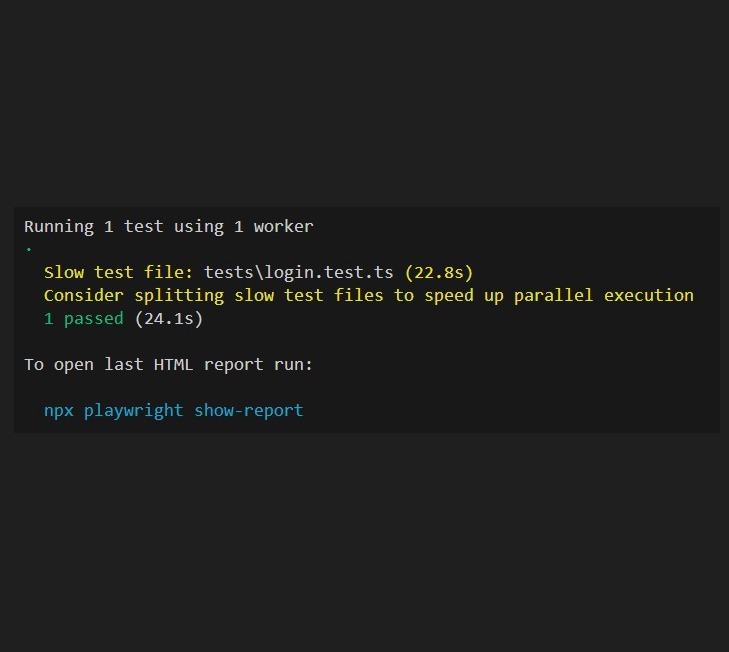 Running 1 test using 1 worker
·
Slow test file: tests\login.test.ts (22.8s)
Consider splitting slow test files to speed up parallel execution
1 passed (24.1s)
To open last HTML report run:
npx playwright show-report